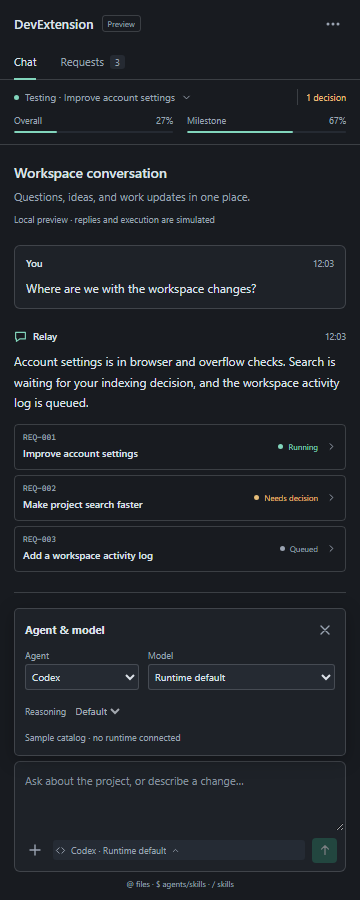 DevExtension Preview
Chat Requests 3
Testing · Improve account settings 1 decision
Overall 27% Milestone 67%
Workspace conversation
Questions, ideas, and work updates in one place.
Local preview · replies and execution are simulated
You 12:03
Where are we with the workspace changes?
Relay 12:03
Account settings is in browser and overflow checks. Search is
waiting for your indexing decision, and the workspace activity
log is queued.
REQ-001
Improve account settings Running
REQ-002
Make project search faster Needs decision
REQ-003
Add a workspace activity log Queued
Agent & model
Agent Model
Codex Runtime default
Reasoning Default
Sample catalog · no runtime connected
Ask about the project, or describe a change...
Codex · Runtime default
@ files · $ agents/skills · / skills